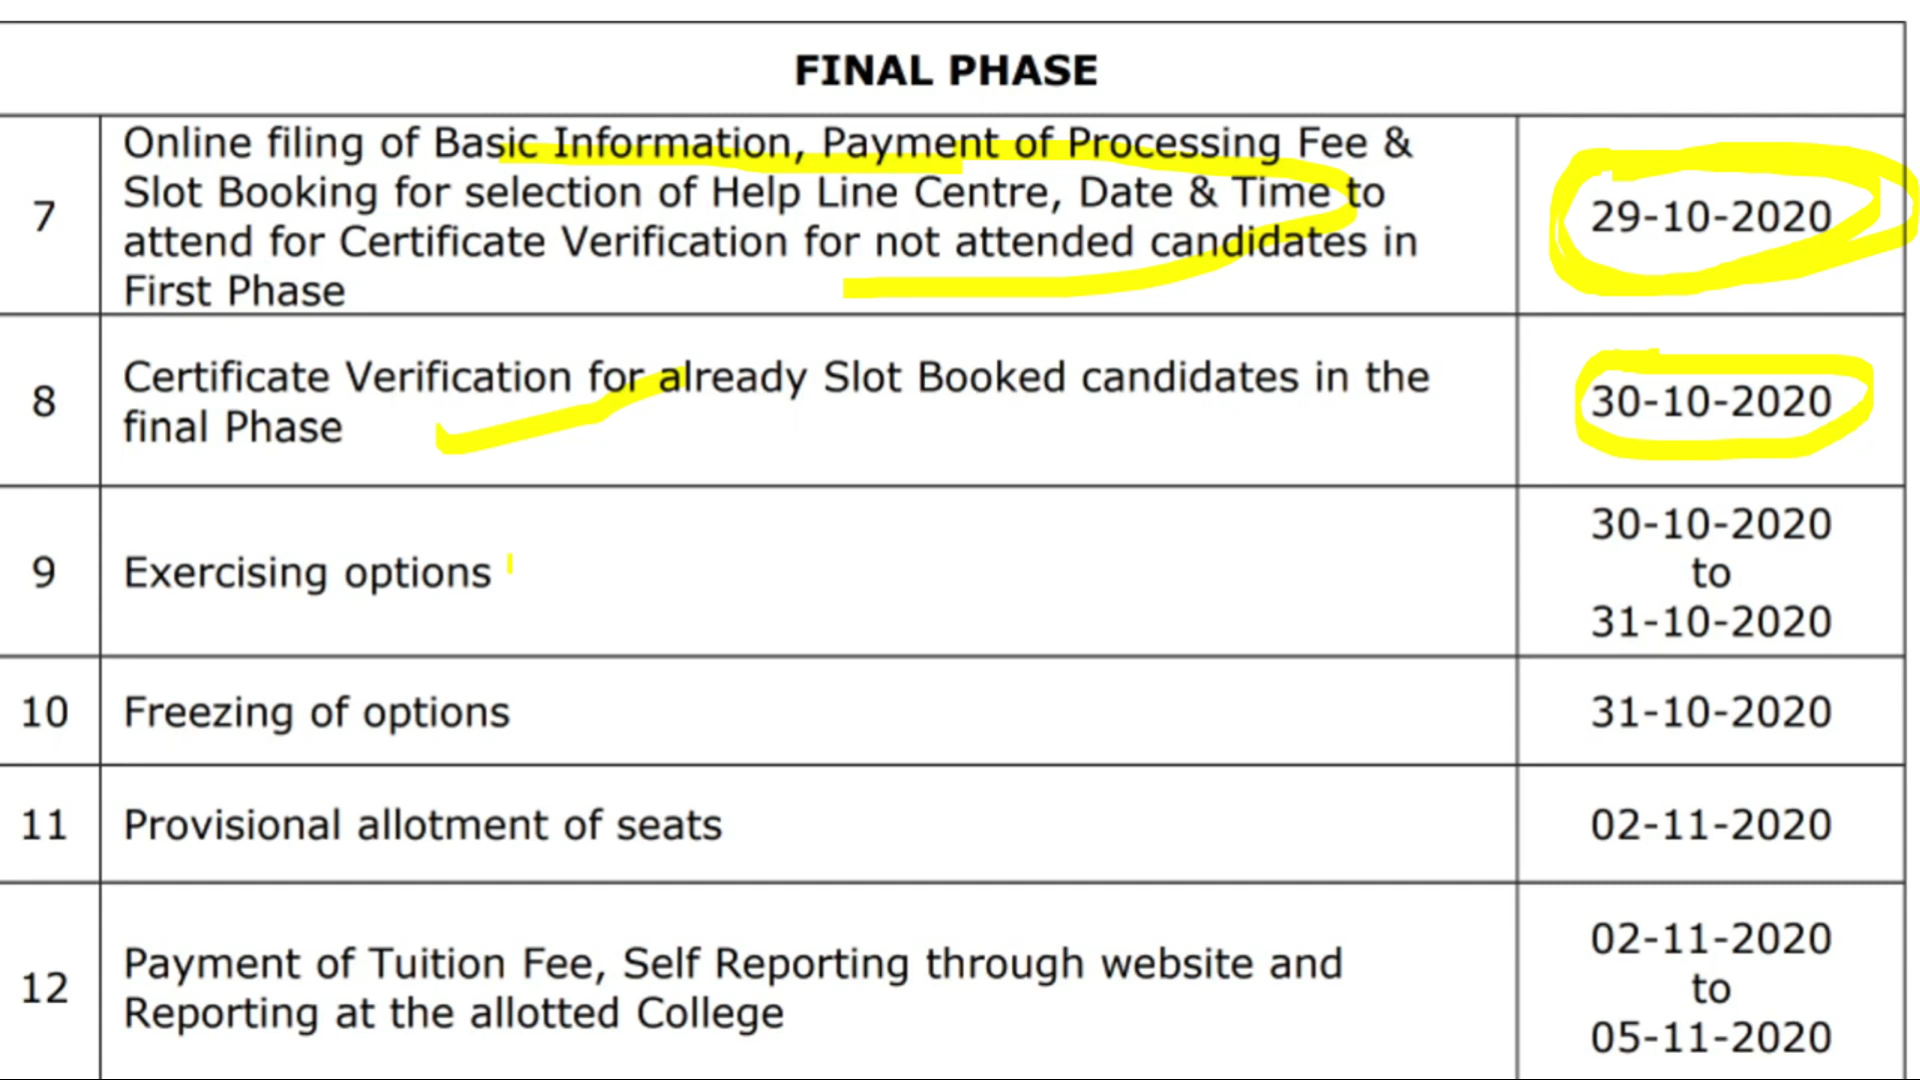 FINAL PHASE
7
Online filing of Basic Information, Payment of Processing Fee &
Slot Booking for selection of Help Line Centre, Date & Time to
attend for Certificate Verification for not attended candidates in
First Phase
29-10-2020
8
Certificate Verification for already Slot Booked candidates in the
final Phase
30-10-2020
9
Exercising options
30-10-2020
to
31-10-2020
10
Freezing of options
31-10-2020
11
Provisional allotment of seats
02-11-2020
12
Payment of Tuition Fee, Self Reporting through website and
Reporting at the allotted College
02-11-2020
to
05-11-2020